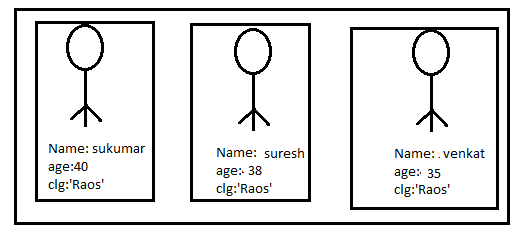 Name: sukumar
age:40
clg:'Raos'
Name: suresh
age:. 38
clg:'Raos'
Name: . venkat
age:. 35
clg:'Raos'